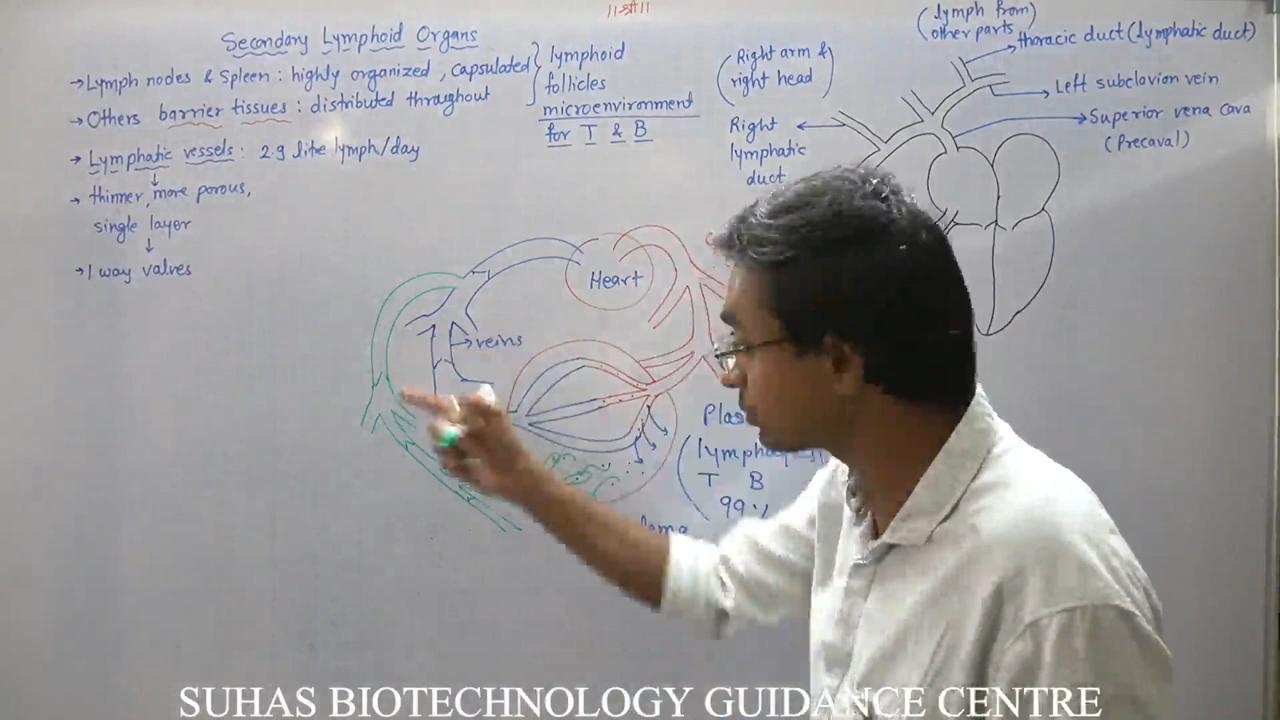 ॥श्री॥
Secondary Lymphoid Organs
→Lymph nodes & Spleen : highly organized, capsulated
→Others barrier tissues : distributed throughout
lymphoid
follicles
microenvironment
for T & B
→ Lymphatic vessels : 2.9 lite lymph/day
→ thinner, more porous,
single layer
→ 1 way valves
(Right arm &
right head)
Right
lymphatic
duct
(lymph from
other parts)
thoracic duct (lymphatic duct)
Left subclavion vein
Superior vena cava
(Precaval)
Heart
veins
T B
99%
SUHAS BIOTECHNOLOGY GUIDANCE CENTRE